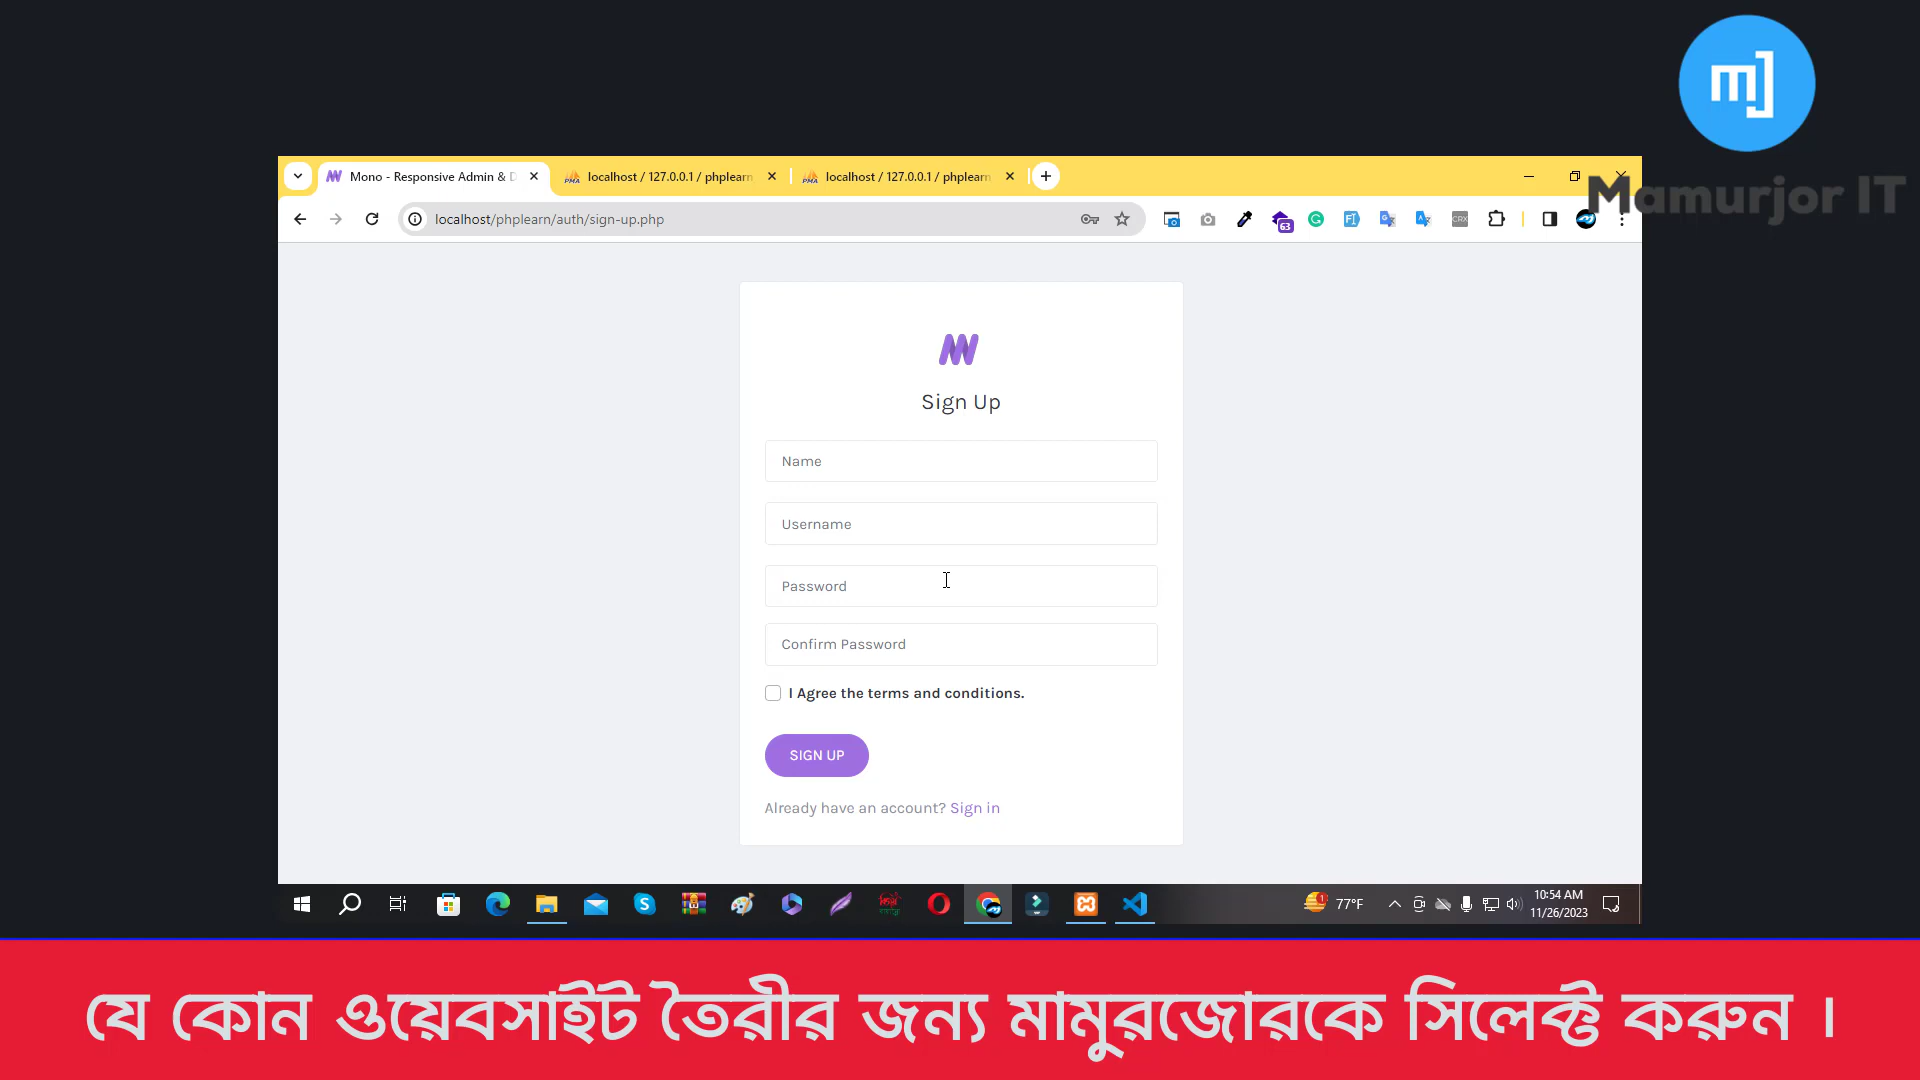 mj
Mamurjor IT
Mono - Responsive Admin & D
localhost / 127.0.0.1 / phplearn
localhost / 127.0.0.1 / phplearn
localhost/phplearn/auth/sign-up.php
63
CRX
Sign Up
Name
Username
Password
Confirm Password
I Agree the terms and conditions.
SIGN UP
Already have an account? Sign in
77°F
10:54 AM
11/26/2023
যে কোন ওয়েবসাইট তৈরীর জন্য মামুরজোরকে সিলেক্ট করুন ।